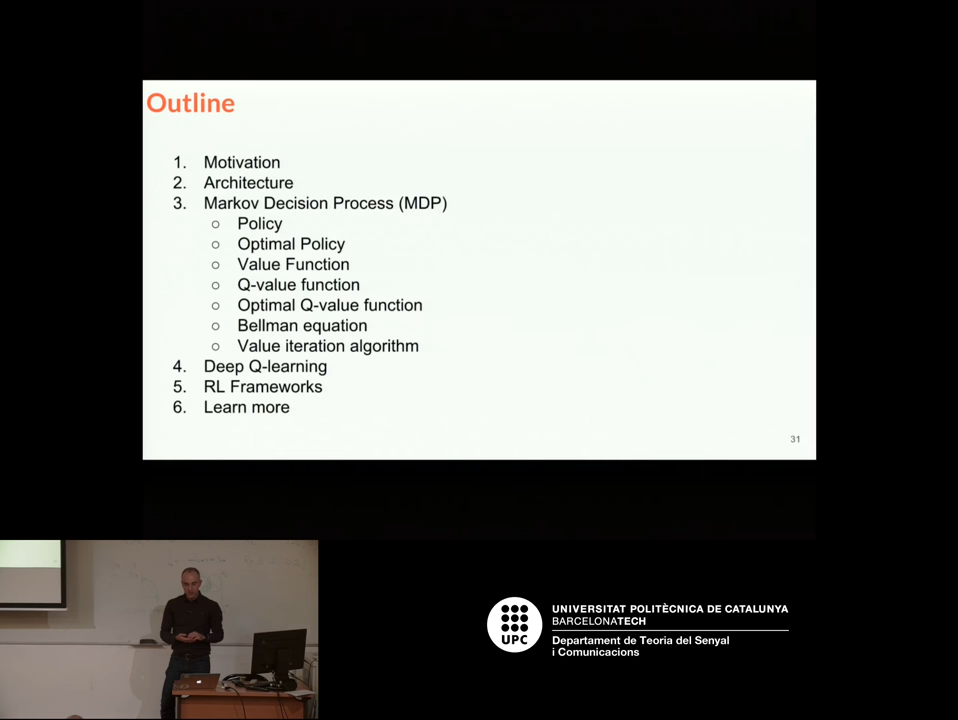 Outline
1. Motivation
2. Architecture
3. Markov Decision Process (MDP)
○ Policy
○ Optimal Policy
○ Value Function
○ Q-value function
○ Optimal Q-value function
○ Bellman equation
○ Value iteration algorithm
4. Deep Q-learning
5. RL Frameworks
6. Learn more
31
UPC
UNIVERSITAT POLITÈCNICA DE CATALUNYA
BARCELONATECH
Departament de Teoria del Senyal
i Comunicacions